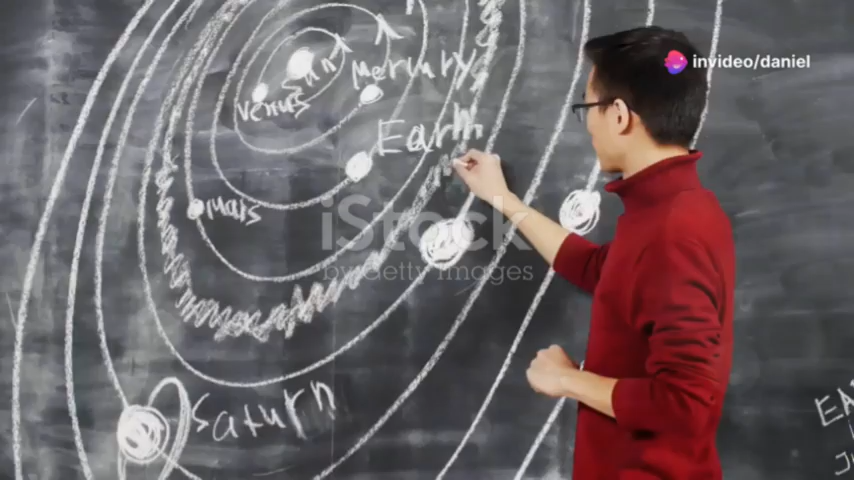 invideo/daniel
Sun
Mercury
Venus
Earth
Mars
iStock
by Getty Images
Saturn